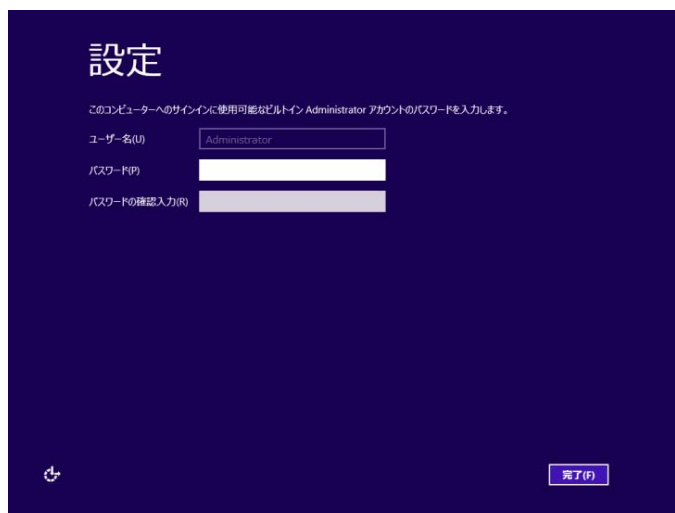 設定
このコンピューターへのサインインに使用可能なビルトイン Administrator アカウントのパスワードを入力します。
ユーザー名(U)
Administrator
パスワード(P)
パスワードの確認入力(R)
完了(F)